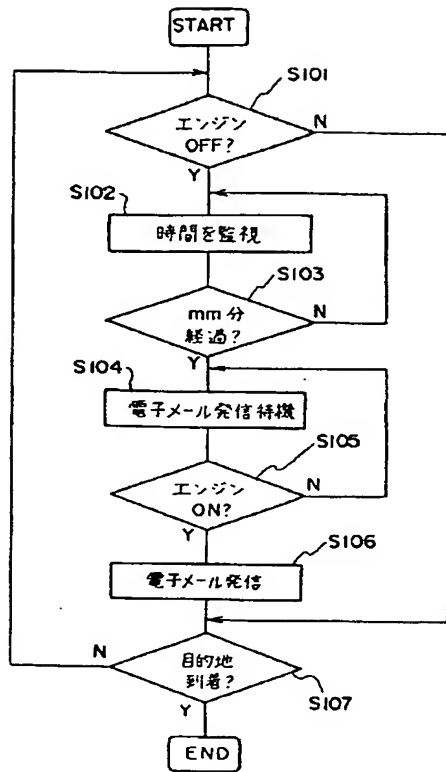 START
S101
エンジン
OFF?
N
Y
S102
時間を監視
S103
mm分
経過?
N
Y
S104
電子メール発信待機
S105
エンジン
ON?
N
Y
S106
電子メール発信
N
目的地
到着?
S107
Y
END